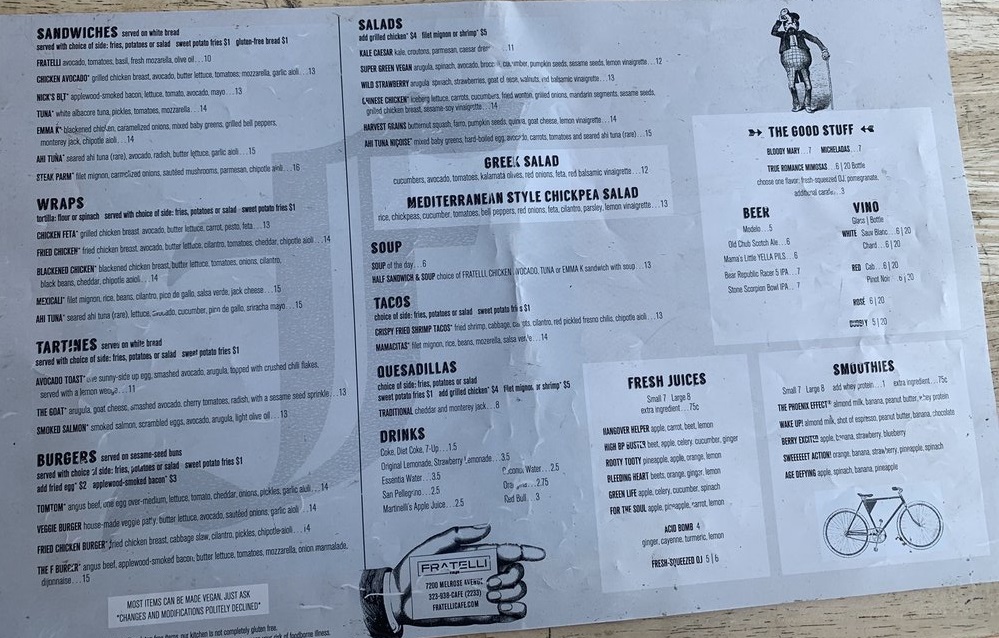 SANDWICHES served on white bread
served with choice of side: fries, potatoes or salad sweet potato fries $1 gluten-free bread $1
FRATELLI avocado, tomatoes, basil, fresh mozzarella, olive oil...10
CHICKEN AVOCADO* grilled chicken breast, avocado, butter lettuce, tomatoes, mozzarella, garlic aioli...13
NICK'S BLT* applewood-smoked bacon, lettuce, tomato, avocado, mayo...13
TUNA* white albacore tuna, pickles, tomatoes, mozzarella...14
EMMA K* blackened chicken, caramelized onions, mixed baby greens, grilled bell peppers,
monterey jack, chipotle aioli...14
AHI TUNA* seared ahi tuna (rare), avocado, radish, butter lettuce, garlic aioli...15
STEAK PARM* filet mignon, carmelized onions, sautéed mushrooms, parmesan, chipotle aioli...16
WRAPS
tortilla: flour or spinach served with choice of side: fries, potatoes or salad sweet potato fries $1
CHICKEN FETA* grilled chicken breast, avocado, butter lettuce, carrot, pesto, feta...13
FRIED CHICKEN* fried chicken breast, avocado, butter lettuce, cilantro, tomatoes, cheddar, chipotle aioli...14
BLACKENED CHICKEN* blackened chicken breast, butter lettuce, tomatoes, onions, cilantro,
black beans, cheddar, chipotle aioli...14
MEXICALI* filet mignon, rice, beans, cilantro, pico de gallo, salsa verde, jack cheese...15
AHI TUNA* seared ahi tuna (rare), lettuce, avocado, cucumber, pico de gallo, sriracha mayo...15
TARTINES served on white bread
served with choice of side: fries, potatoes or salad sweet potato fries $1
AVOCADO TOAST* one sunny-side up egg, smashed avocado, arugula, topped with crushed chili flakes,
served with a lemon wedge...11
THE GOAT* arugula, goat cheese, smashed avocado, cherry tomatoes, radish, with a sesame seed sprinkle...13
SMOKED SALMON* smoked salmon, scrambled eggs, avocado, arugula, light olive oil...13
BURGERS served on sesame-seed buns
served with choice of side: fries, potatoes or salad sweet potato fries $1
add fried egg* $2 applewood-smoked bacon* $3
TOMTOM* angus beef, one egg over-medium, lettuce, tomato, cheddar, onions, pickles, garlic aioli...14
VEGGIE BURGER house-made veggie patty, butter lettuce, avocado, sautéed onions, garlic aioli...14
FRIED CHICKEN BURGER* fried chicken breast, cabbage slaw, cilantro, pickles, chipotle-aioli...14
THE F BURGER* angus beef, applewood-smoked bacon, butter lettuce, tomatoes, mozzarella, onion marmalade,
dijonnaise...15
MOST ITEMS CAN BE MADE VEGAN. JUST ASK
"CHANGES AND MODIFICATIONS POLITELY DECLINED"
free items, our kitchen is not completely gluten free.
risk of foodborne illness.
SALADS
add grilled chicken* $4 filet mignon or shrimp* $5
KALE CAESAR kale, croutons, parmesan, caesar dressing...11
SUPER GREEN VEGAN arugula, spinach, avocado, broccoli, cucumber, pumpkin seeds, sesame seeds, lemon vinaigrette...12
WILD STRAWBERRY arugula, spinach, strawberries, goat cheese, walnuts, red balsamic vinaigrette...13
CHINESE CHICKEN* iceberg lettuce, carrots, cucumbers, fried wonton, grilled onions, mandarin segments, sesame seeds,
grilled chicken breast, sesame-soy vinaigrette...14
HARVEST GRAINS butternut squash, farro, pumpkin seeds, quinoa, goat cheese, lemon vinaigrette...14
AHI TUNA NIÇOISE* mixed baby greens, hard-boiled egg, avocado, carrots, tomatoes and seared ahi tuna (rare)...15
GREEK SALAD
cucumbers, avocado, tomatoes, kalamata olives, red onions, feta, red balsamic vinaigrette...12
MEDITERRANEAN STYLE CHICKPEA SALAD
rice, chickpeas, cucumber, tomatoes, bell peppers, red onions, feta, cilantro, parsley, lemon vinaigrette...13
SOUP
SOUP of the day...6
HALF SANDWICH & SOUP choice of FRATELLI, CHICKEN AVOCADO, TUNA or EMMA K sandwich with soup...13
TACOS
choice of side: fries, potatoes or salad sweet potato fries $1
CRISPY FRIED SHRIMP TACOS* fried shrimp, cabbage, carrots, cilantro, red pickled fresno chilis, chipotle aioli...13
MAMACITAS* filet mignon, rice, beans, mozerella, salsa verde...14
QUESADILLAS
choice of side: fries, potatoes or salad
sweet potato fries $1 add grilled chicken* $4 filet mignon or shrimp* $5
TRADITIONAL cheddar and monterey jack...8
DRINKS
Coke, Diet Coke, 7-Up...1.5
Original Lemonade, Strawberry Lemonade...3.5
Essentia Water...3.5
San Pellegrino...2.5
Martinelli's Apple Juice...2.5
Coconut Water...2.5
Orangina...2.75
Red Bull...3
FRATELLI
7200 MELROSE AVENUE
323-938-CAFE (2233)
FRATELLICAFE.COM
THE GOOD STUFF
BLOODY MARY...7 MICHELADAS...7
TRUE ROMANCE MIMOSAS...6 | 20 Bottle
choose one flavor: fresh-squeezed OJ, pomegranate,
additional carafe...3
BEER
Modelo...5
Old Chub Scotch Ale...6
Mama's Little YELLA PILS...6
Bear Republic Racer 5 IPA...7
Stone Scorpion Bowl IPA...7
VINO
Glass | Bottle
WHITE Sauv Blanc...6 | 20
Chard...6 | 20
RED Cab...6 | 20
Pinot Noir...6 | 20
ROSÉ 6 | 20
BUBBLY 5 | 20
FRESH JUICES
Small 7 Large 8
extra ingredient...75c
HANGOVER HELPER apple, carrot, beet, lemon
HIGH BP BUSTER beet, apple, celery, cucumber, ginger
ROOTY TOOTY pineapple, apple, orange, lemon
BLEEDING HEART beets, orange, ginger, lemon
GREEN LIFE apple, celery, cucumber, spinach
FOR THE SOUL apple, pineapple, carrot, lemon
ACID BOMB 4
ginger, cayenne, turmeric, lemon
FRESH-SQUEEZED OJ 5 | 6
SMOOTHIES
Small 7 Large 8 add whey protein...1 extra ingredient...75c
THE PHOENIX EFFECT* almond milk, banana, peanut butter, whey protein
WAKE UP! almond milk, shot of espresso, peanut butter, banana, chocolate
BERRY EXCITED apple, banana, strawberry, blueberry
SWEEEEET ACTION! orange, banana, strawberry, pineapple, spinach
AGE DEFYING apple, spinach, banana, pineapple